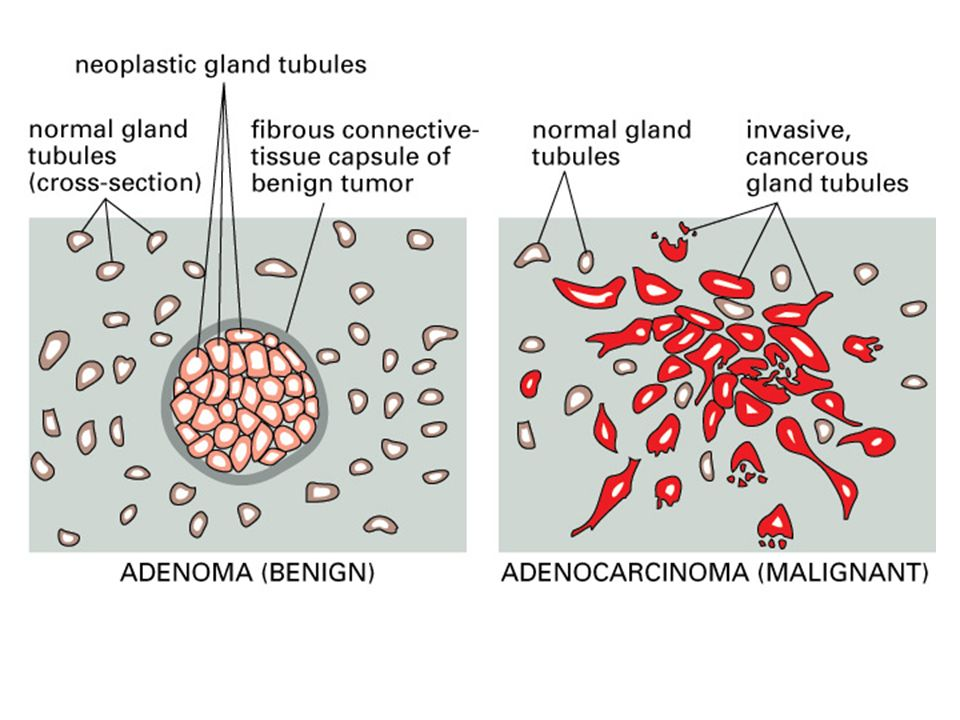 neoplastic gland tubules
normal gland
tubules
(cross-section)
fibrous connective-
tissue capsule of
benign tumor
normal gland
tubules
invasive,
cancerous
gland tubules
ADENOMA (BENIGN)
ADENOCARCINOMA (MALIGNANT)